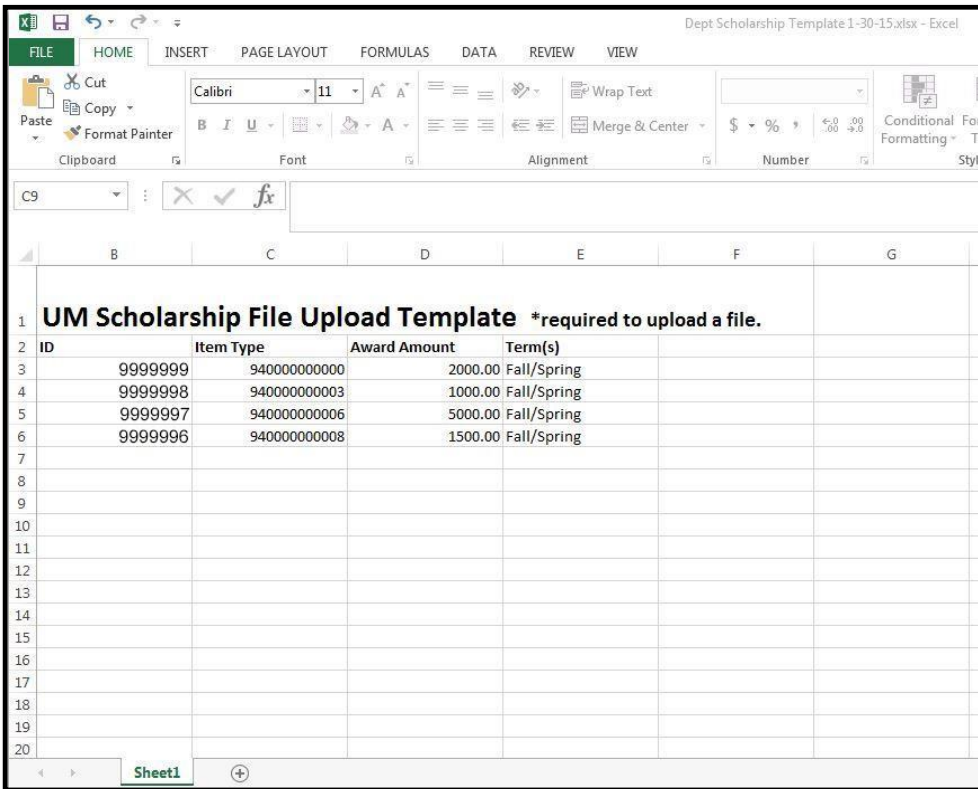 Dept Scholarship Template 1-30-15.xlsx - Excel
FILE HOME INSERT PAGE LAYOUT FORMULAS DATA REVIEW VIEW
Cut
Copy
Paste
Format Painter
Calibri 11 A A Wrap Text
B I U A Merge & Center $ % , .00 .0
Conditional
Formatting
Clipboard Font Alignment Number
C9 fx
B C D E F G
1 UM Scholarship File Upload Template *required to upload a file.
2 ID Item Type Award Amount Term(s)
3 9999999 940000000000 2000.00 Fall/Spring
4 9999998 940000000003 1000.00 Fall/Spring
5 9999997 940000000006 5000.00 Fall/Spring
6 9999996 940000000008 1500.00 Fall/Spring
7
8
9
10
11
12
13
14
15
16
17
18
19
20
Sheet1